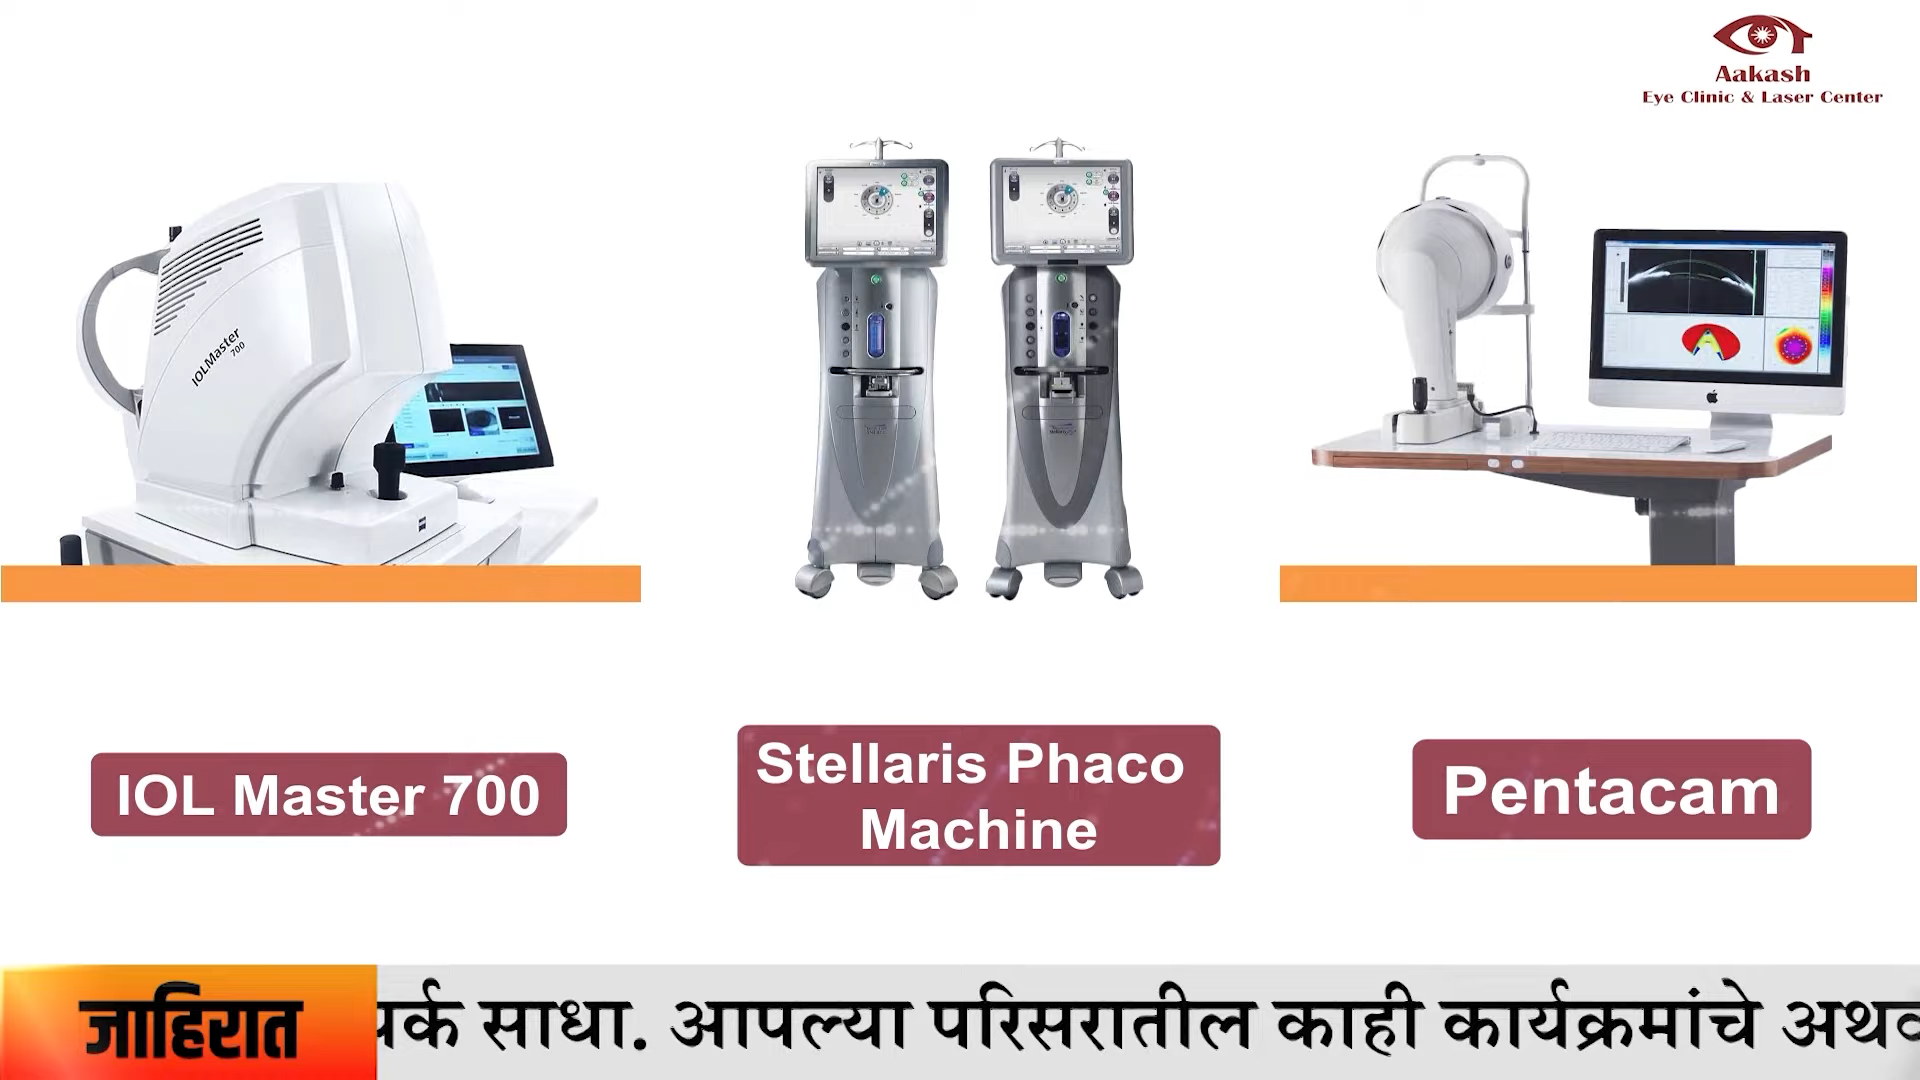 Aakash
Eye Clinic & Laser Center
IOLMaster
700
IOL Master 700
Stellaris Phaco
Machine
Pentacam
जाहिरात
साधा. आपल्या परिसरातील काही कार्यक्रमांचे